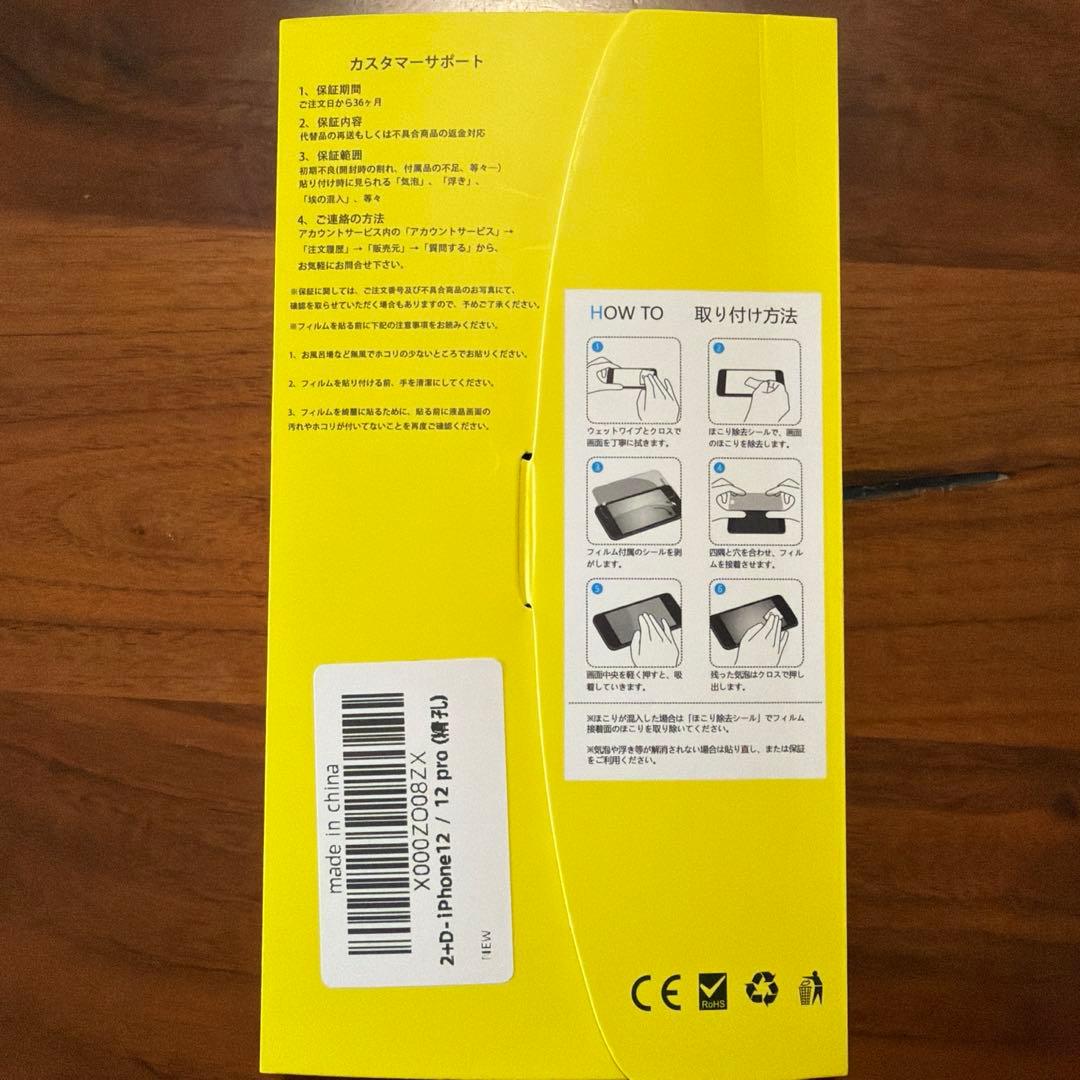 カスタマーサポート
1、保証期間
ご注文日から36ヶ月
2、保証内容
代替品の再送もしくは不具合商品の返金対応
3、保証範囲
初期不良(開封時の割れ、付属品の不足、等々—)
貼り付け時に見られる「気泡」、「浮き」、
「埃の混入」、等々
4、ご連絡の方法
アカウントサービス内の「アカウントサービス」→
「注文履歴」→「販売元」→「質問する」から、
お気軽にお問合せ下さい。
※保証に関しては、ご注文番号及び不具合商品のお写真にて、
確認を取らせていただく場合もありますので、予めご了承ください。
※フィルムを貼る前に下記の注意事項をお読みください。
1、お風呂場など無風でホコリの少ないところでお貼りください。
2、フィルムを貼り付ける前、手を清潔にしてください。
3、フィルムを綺麗に貼るために、貼る前に液晶画面の
汚れやホコリが付いてないことを再度ご確認ください。
HOW TO 取り付け方法
1
ウェットワイプとクロスで
画面を丁寧に拭きます。
2
ほこり除去シールで、画面
のほこりを除去します。
3
フィルム付属のシールを剥
がします。
4
四隅と穴を合わせ、フィル
ムを接着させます。
5
画面中央を軽く押すと、吸
着していきます。
6
残った気泡はクロスで押し
出します。
※ほこりが混入した場合は「ほこり除去シール」でフィルム
接着面のほこりを取り除いてください。
※気泡や浮き等が解消されない場合は貼り直し、または保証
をご利用ください。
made in china
X000ZO08ZX
2+D-iPhone12 / 12 pro (精孔)
NEW
CE
RoHS